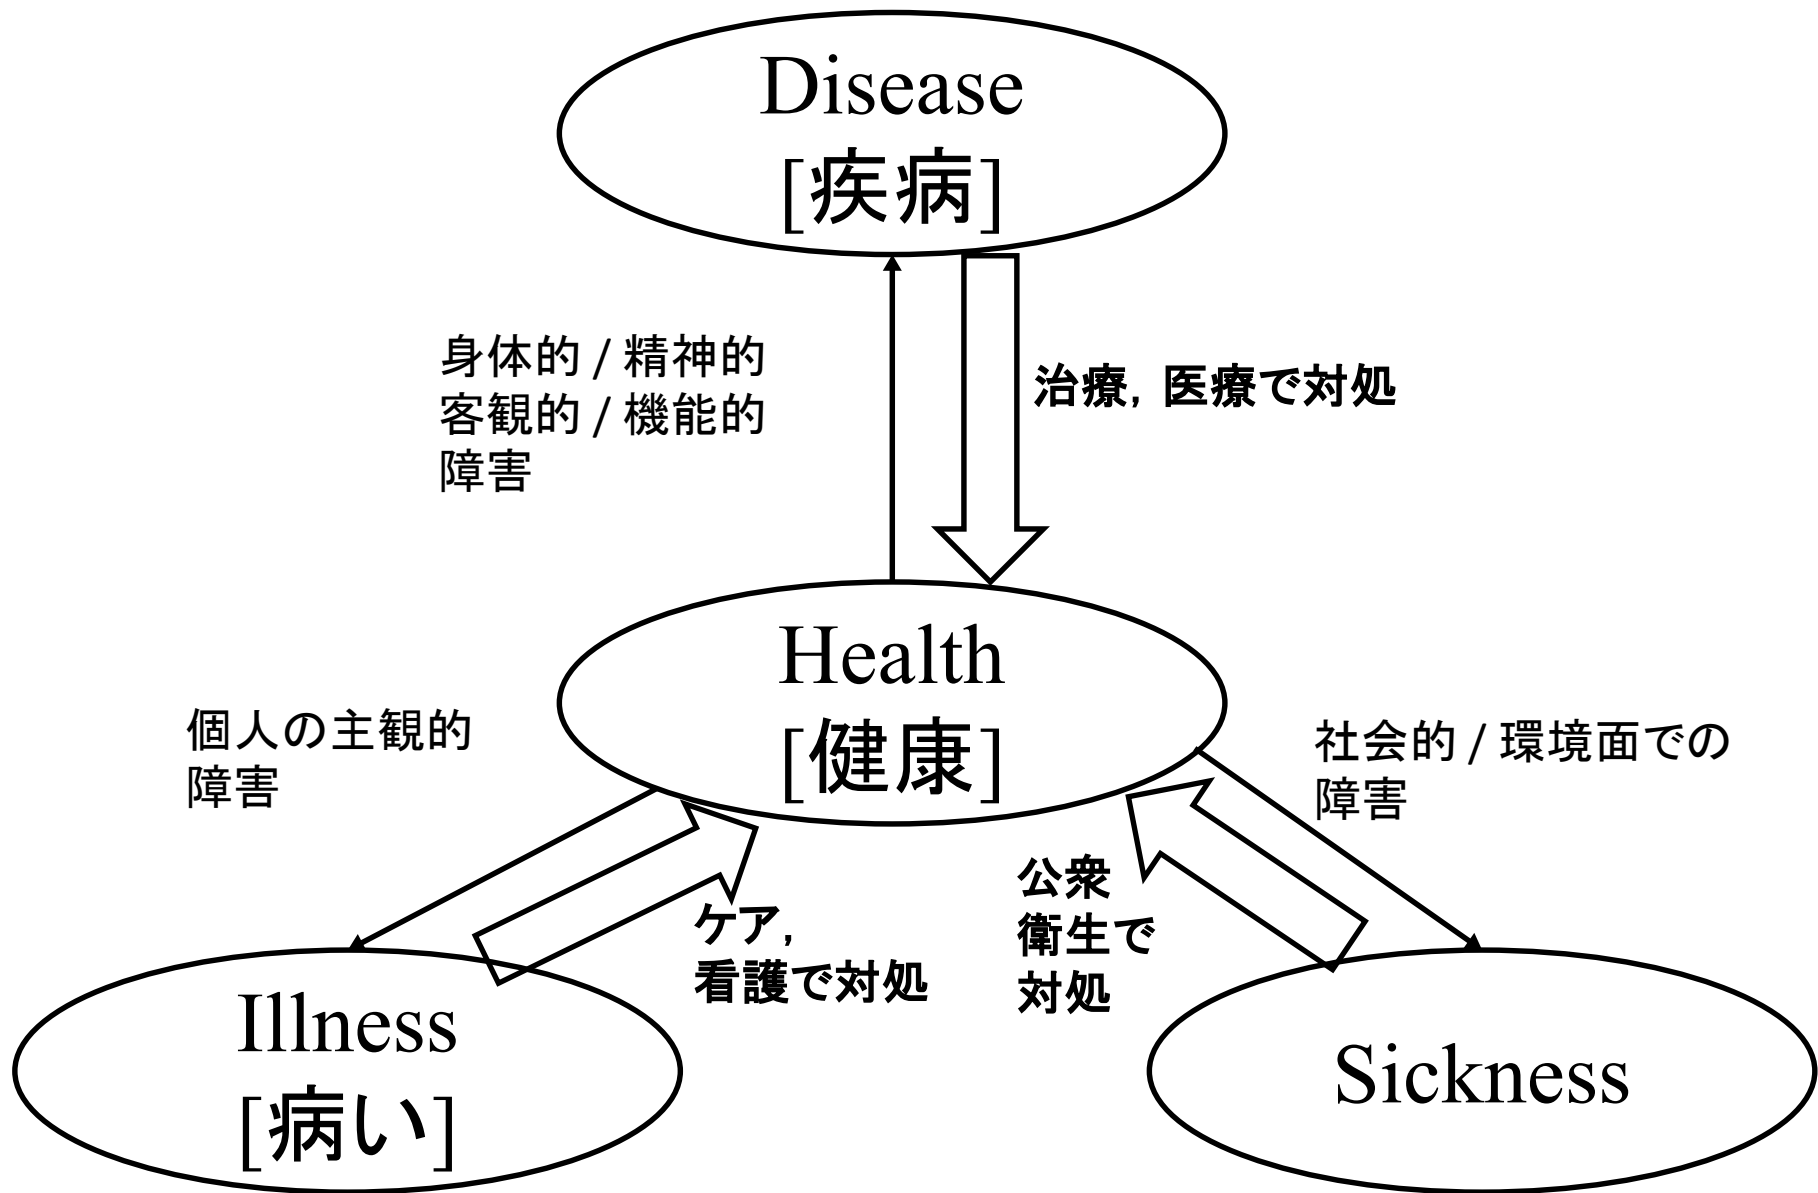 Disease
[疾病]
身体的 / 精神的
客観的 / 機能的
障害
治療，医療で対処
Health
[健康]
個人の主観的
障害
社会的 / 環境面での
障害
ケア，
看護で対処
公衆
衛生で
対処
Illness
[病い]
Sickness